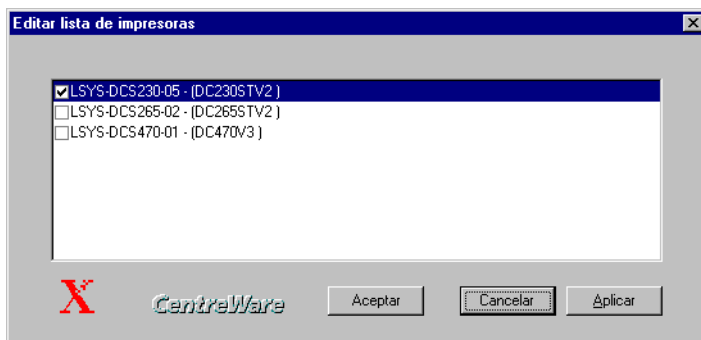 Editar lista de impresoras
LSYS-DCS230-05 - (DC230STV2 )
LSYS-DCS265-02 - (DC265STV2 )
LSYS-DCS470-01 - (DC470V3 )
X CentreWare Aceptar Cancelar Aplicar